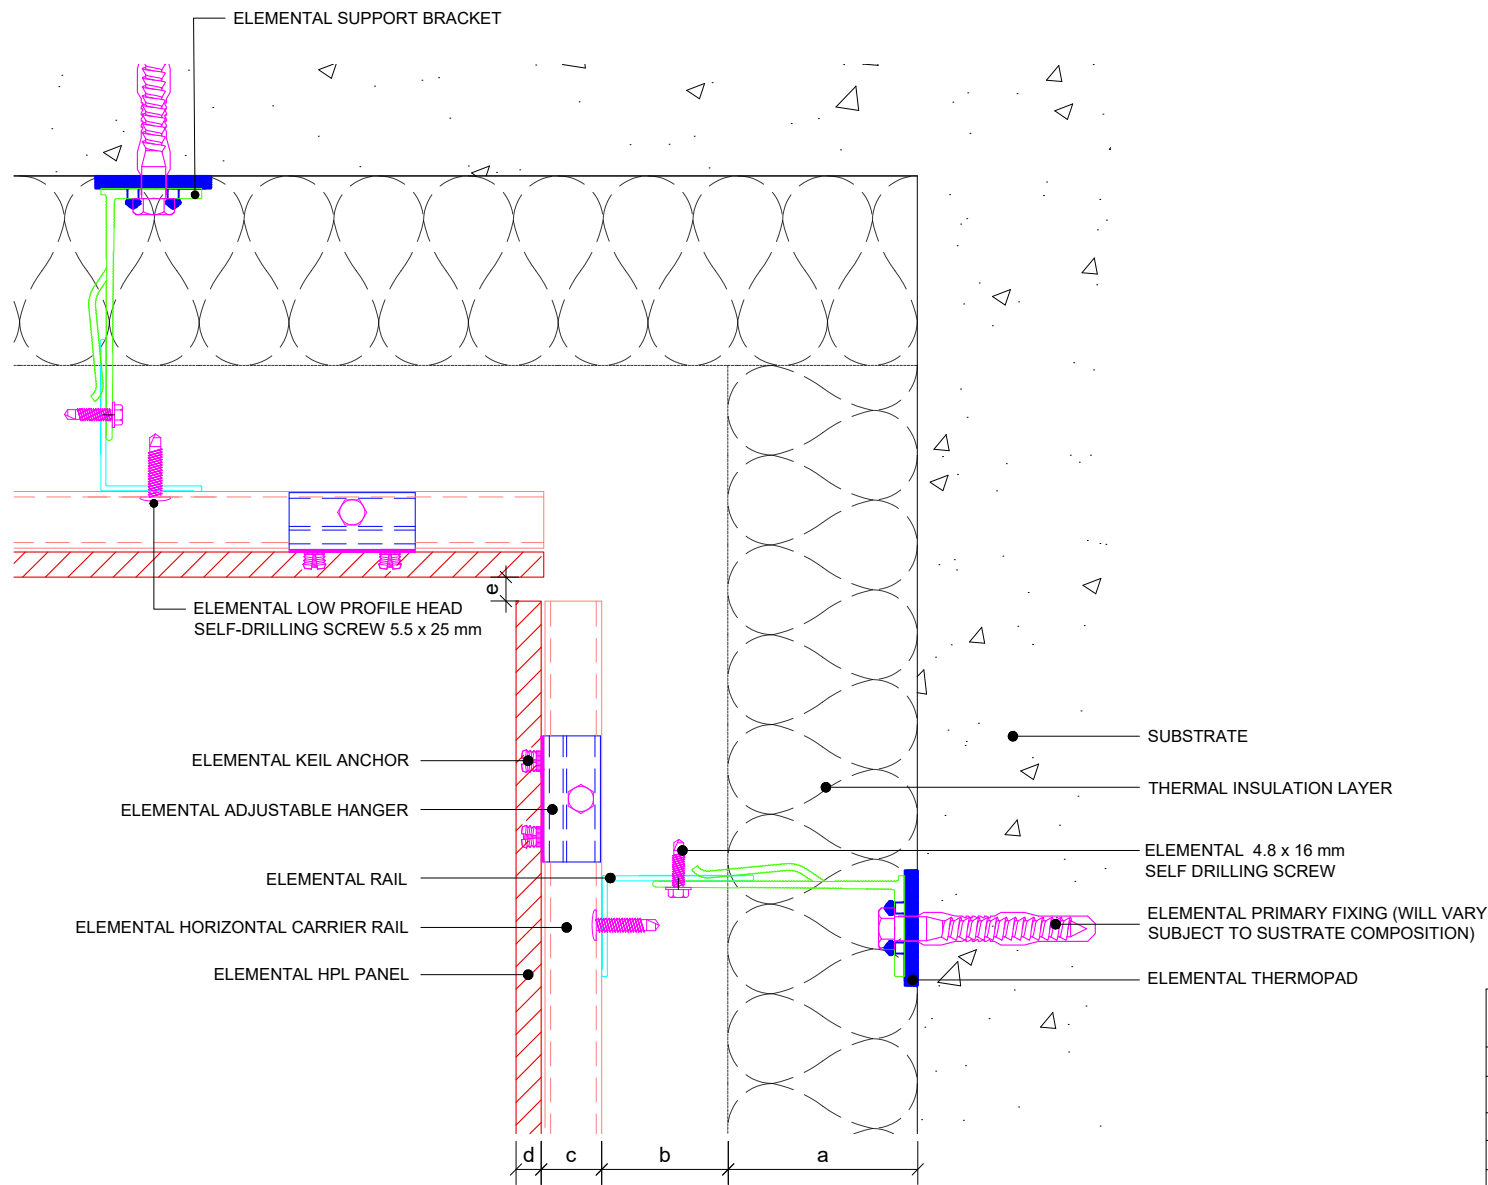 ELEMENTAL SUPPORT BRACKET
e
ELEMENTAL LOW PROFILE HEAD
SELF-DRILLING SCREW 5.5 x 25 mm
ELEMENTAL KEIL ANCHOR
ELEMENTAL ADJUSTABLE HANGER
ELEMENTAL RAIL
ELEMENTAL HORIZONTAL CARRIER RAIL
ELEMENTAL HPL PANEL
SUBSTRATE
THERMAL INSULATION LAYER
ELEMENTAL 4.8 x 16 mm
SELF DRILLING SCREW
ELEMENTAL PRIMARY FIXING (WILL VARY
SUBJECT TO SUSTRATE COMPOSITION)
ELEMENTAL THERMOPAD
d c b a